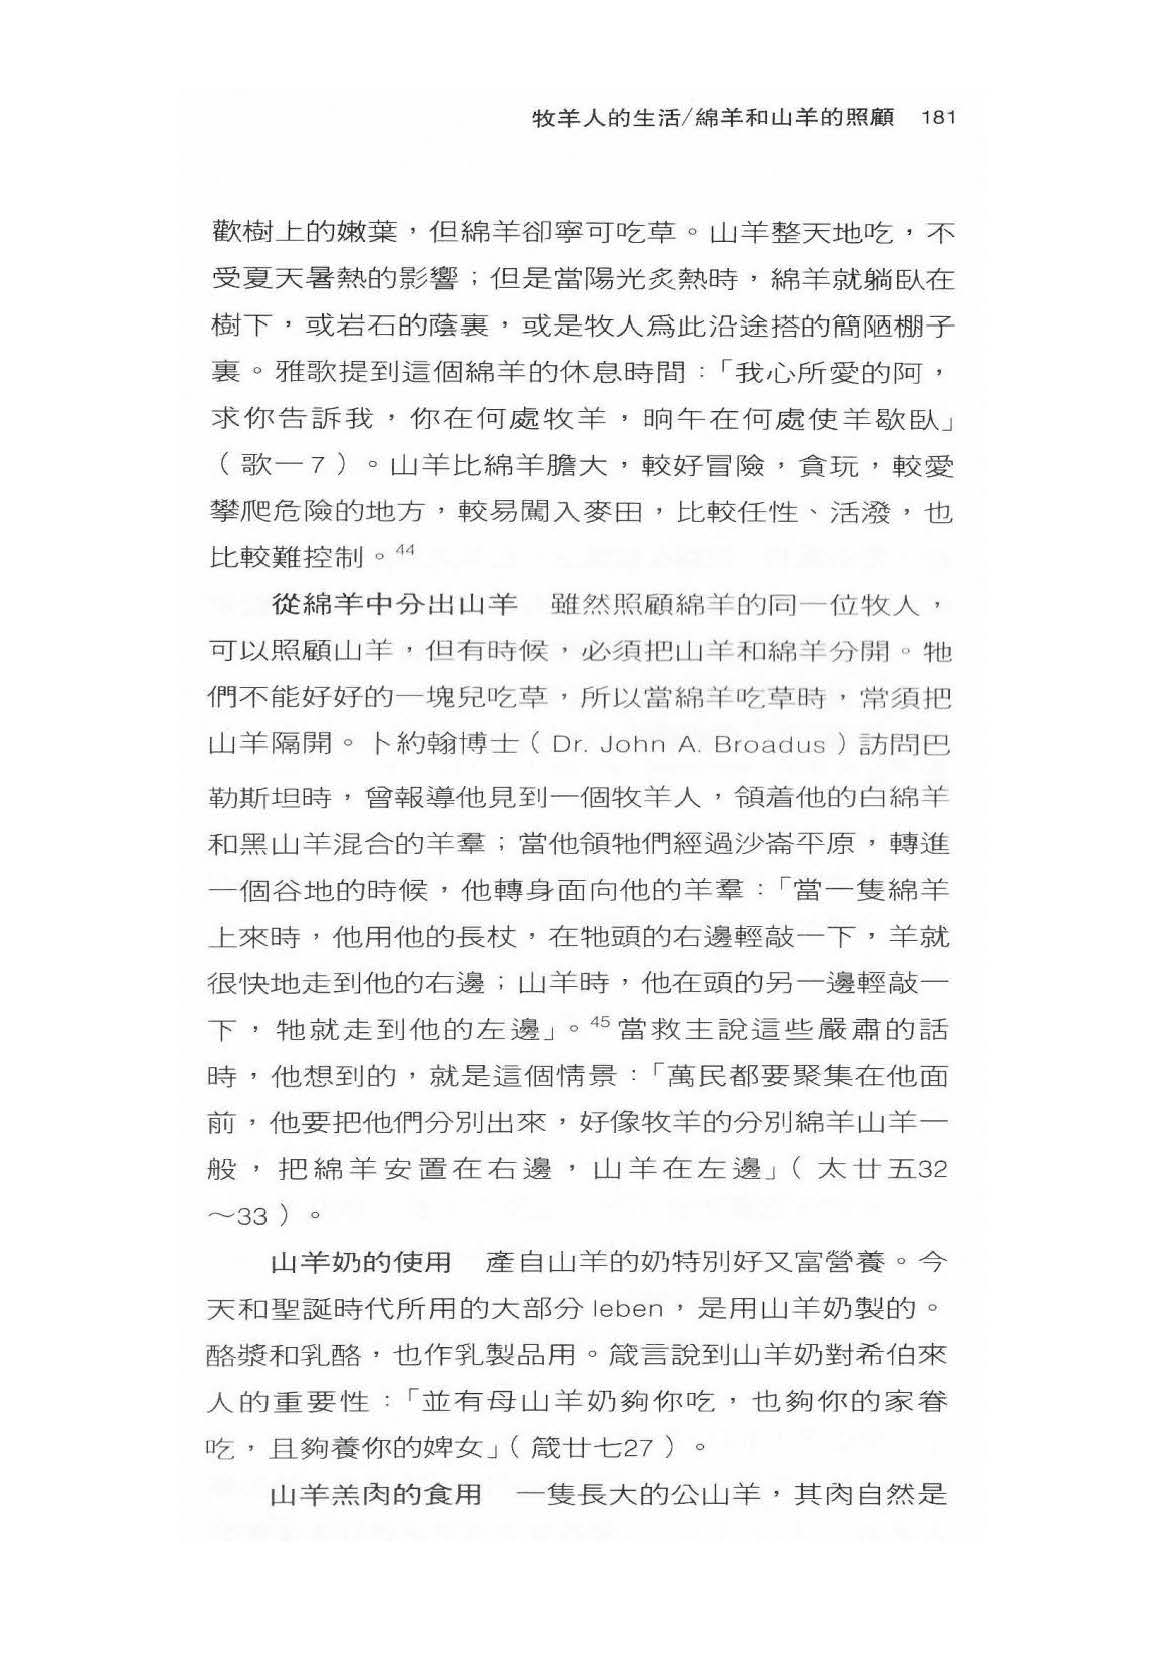 牧羊人的生活/綿羊和山羊的照顧 181
歡樹上的嫩葉，但綿羊卻寧可吃草。山羊整天地吃，不
受夏天暑熱的影響；但是當陽光炙熱時，綿羊就躺臥在
樹下，或岩石的蔭裏，或是牧人爲此沿途搭的簡陋棚子
裏。雅歌提到這個綿羊的休息時間：「我心所愛的阿，
求你告訴我，你在何處牧羊，晌午在何處使羊歇臥」
（歌一7）。山羊比綿羊膽大，較好冒險，貪玩，較愛
攀爬危險的地方，較易闖入麥田，比較任性、活潑，也
比較難控制。44
從綿羊中分出山羊　雖然照顧綿羊的同一位牧人，
可以照顧山羊，但有時候，必須把山羊和綿羊分開。牠
們不能好好的一塊兒吃草，所以當綿羊吃草時，常須把
山羊隔開。卜約翰博士（Dr. John A. Broadus）訪問巴
勒斯坦時，曾報導他見到一個牧羊人，領着他的白綿羊
和黑山羊混合的羊羣；當他領牠們經過沙崙平原，轉進
一個谷地的時候，他轉身面向他的羊羣：「當一隻綿羊
上來時，他用他的長杖，在牠頭的右邊輕敲一下，羊就
很快地走到他的右邊；山羊時，他在頭的另一邊輕敲一
下，牠就走到他的左邊」。45當救主說這些嚴肅的話
時，他想到的，就是這個情景：「萬民都要聚集在他面
前，他要把他們分別出來，好像牧羊的分別綿羊山羊一
般，把綿羊安置在右邊，山羊在左邊」（太廿五32
～33）。
山羊奶的使用　產自山羊的奶特別好又富營養。今
天和聖誕時代所用的大部分leben，是用山羊奶製的。
酪漿和乳酪，也作乳製品用。箴言說到山羊奶對希伯來
人的重要性：「並有母山羊奶夠你吃，也夠你的家眷
吃，且夠養你的婢女」（箴廿七27）。
山羊羔肉的食用　一隻長大的公山羊，其肉自然是